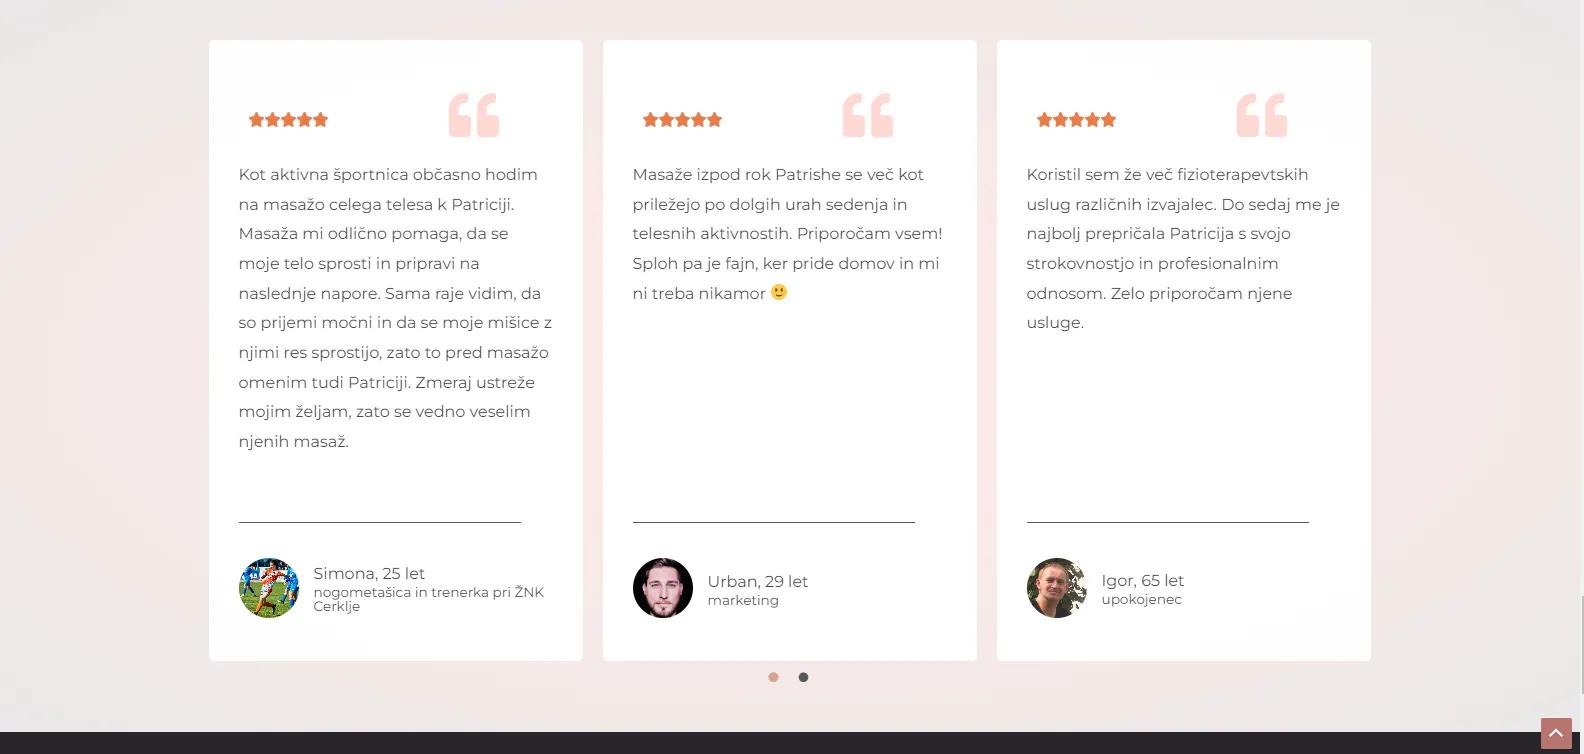 Kot aktivna športnica občasno hodim
na masažo celega telesa k Patriciji.
Masaža mi odlično pomaga, da se
moje telo sprosti in pripravi na
naslednje napore. Sama raje vidim, da
so prijemi močni in da se moje mišice z
njimi res sprostijo, zato to pred masažo
omenim tudi Patriciji. Zmeraj ustreže
mojim željam, zato se vedno veselim
njenih masaž.
Simona, 25 let
nogometašica in trenerka pri ŽNK
Cerklje
Masaže izpod rok Patrishe se več kot
priležejo po dolgih urah sedenja in
telesnih aktivnostih. Priporočam vsem!
Sploh pa je fajn, ker pride domov in mi
ni treba nikamor 🙂
Urban, 29 let
marketing
Koristil sem že več fizioterapevtskih
uslug različnih izvajalec. Do sedaj me je
najbolj prepričala Patricija s svojo
strokovnostjo in profesionalnim
odnosom. Zelo priporočam njene
usluge.
Igor, 65 let
upokojenec